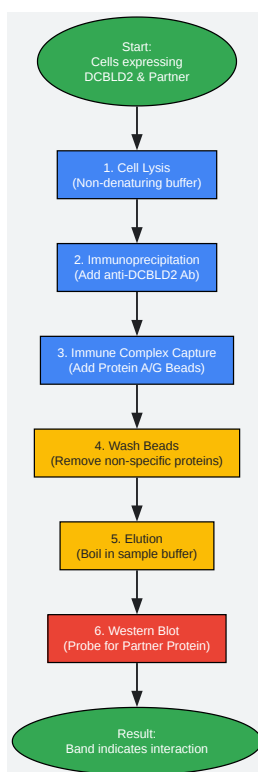 Start:
Cells expressing
DCBLD2 & Partner
1. Cell Lysis
(Non-denaturing buffer)
2. Immunoprecipitation
(Add anti-DCBLD2 Ab)
3. Immune Complex Capture
(Add Protein A/G Beads)
4. Wash Beads
(Remove non-specific proteins)
5. Elution
(Boil in sample buffer)
6. Western Blot
(Probe for Partner Protein)
Result:
Band indicates interaction